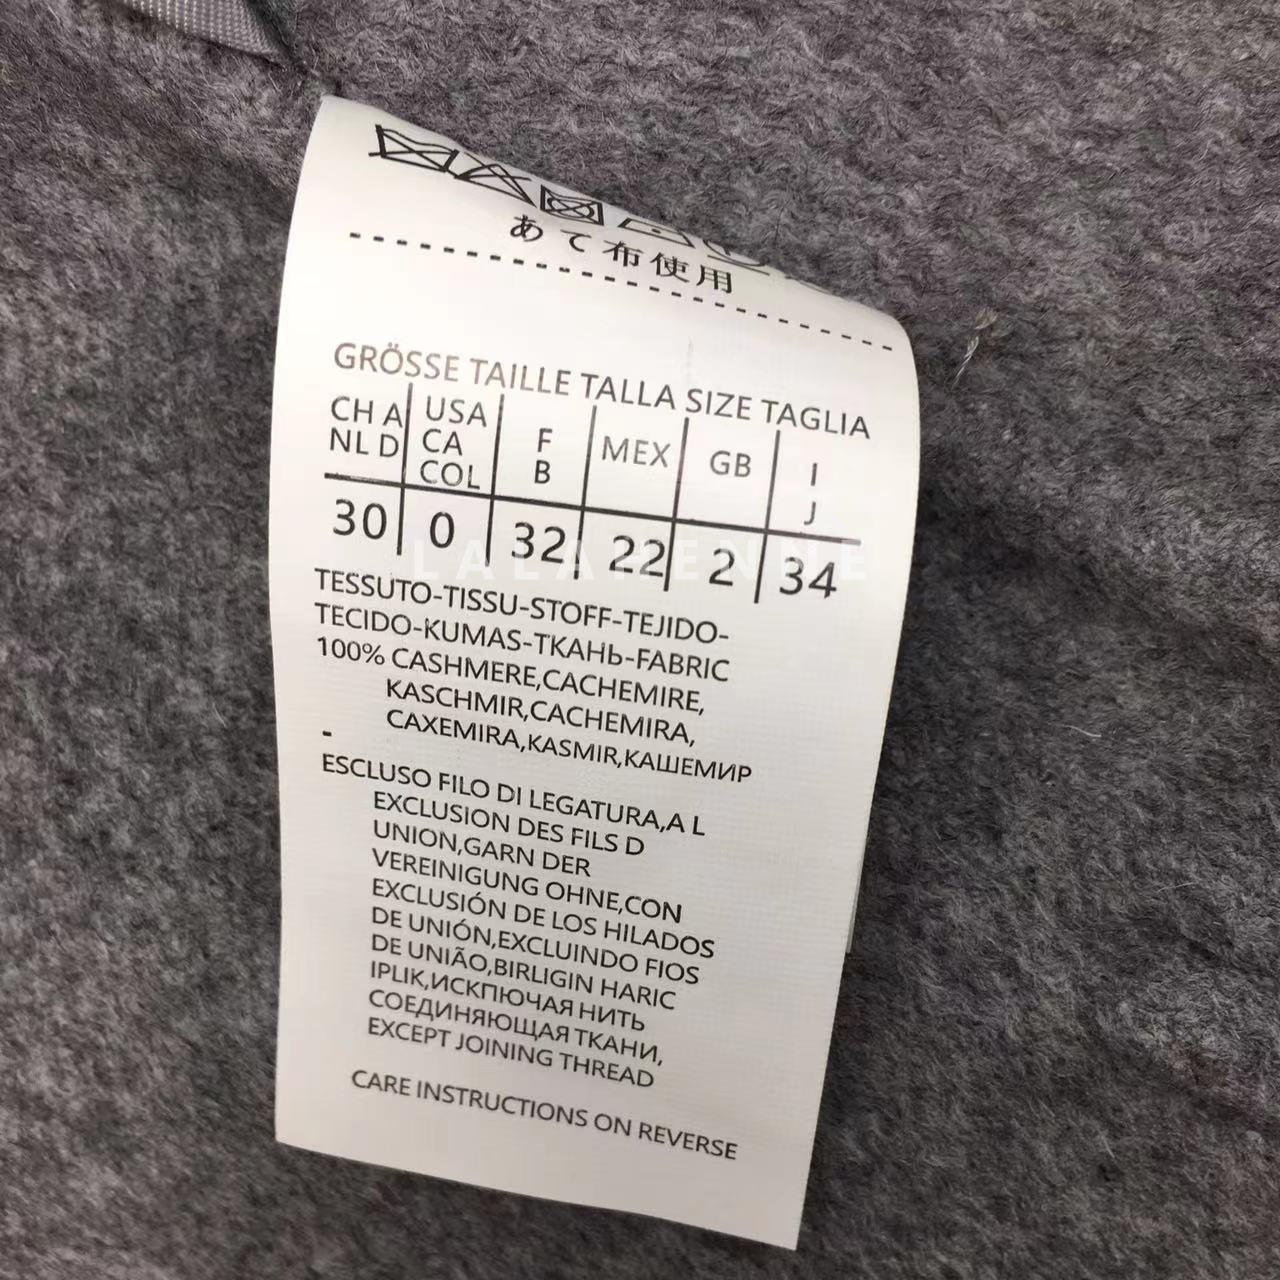 あて布使用
GRÖSSE TAILLE TALLA SIZE TAGLIA
CH A USA F MEX GB I
NL D CA B J
COL
30 0 32 22 2 34
LALAHENNE
TESSUTO-TISSU-STOFF-TEJIDO-
TECIDO-KUMAS-ТКАНЬ-FABRIC
100% CASHMERE,CACHEMIRE,
KASCHMIR,CACHEMIRA,
CAXEMIRA,KASMIR,КАШЕМИР
-
ESCLUSO FILO DI LEGATURA,A L
EXCLUSION DES FILS D
UNION,GARN DER
VEREINIGUNG OHNE,CON
EXCLUSIÓN DE LOS HILADOS
DE UNIÓN,EXCLUINDO FIOS
DE UNIÃO,BIRLIGIN HARIC
IPLIK,ИСКПЮЧАЯ НИТЬ
СОЕДИНЯЮЩАЯ ТКАНИ,
EXCEPT JOINING THREAD
CARE INSTRUCTIONS ON REVERSE